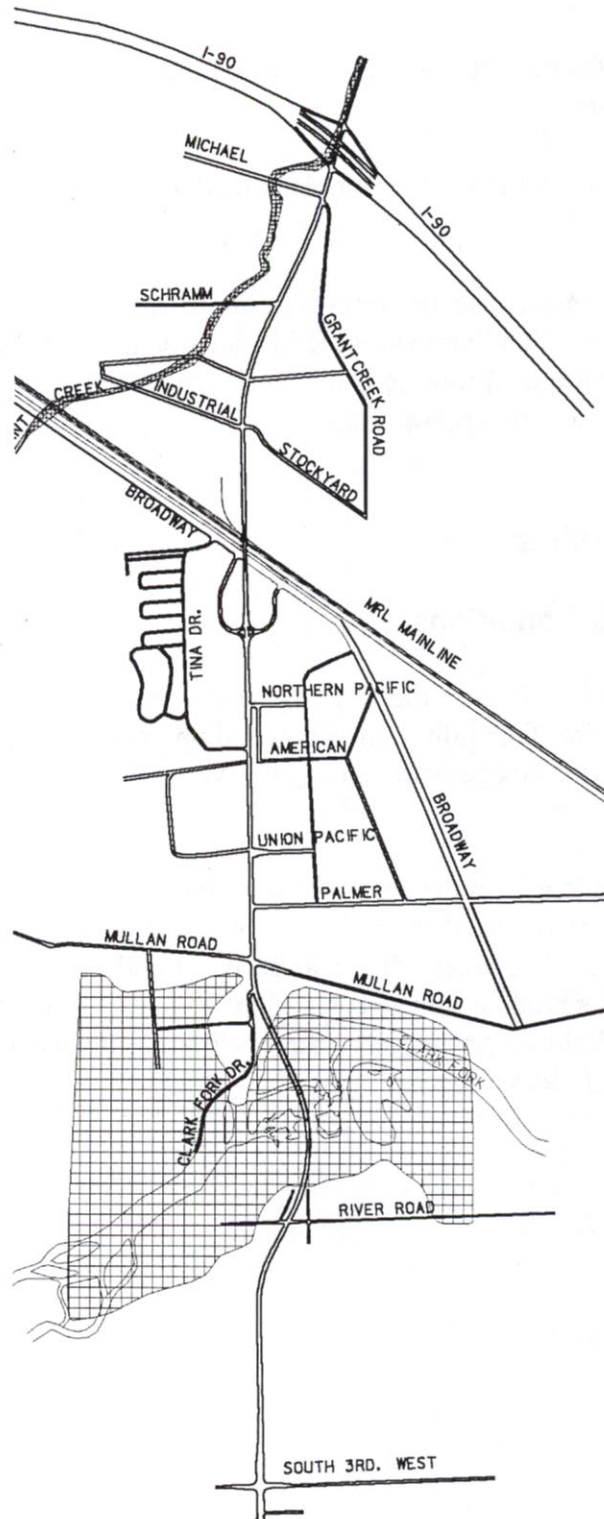 I-90
MICHAEL
I-90
SCHRAMM
GRANT CREEK ROAD
CREEK
INDUSTRIAL
STOCKYARD
BROADWAY
MRL MAINLINE
TINA DR.
NORTHERN PACIFIC
AMERICAN
BROADWAY
UNION PACIFIC
PALMER
MULLAN ROAD
MULLAN ROAD
CLARK FORK
CLARK FORK DR.
RIVER ROAD
SOUTH 3RD. WEST